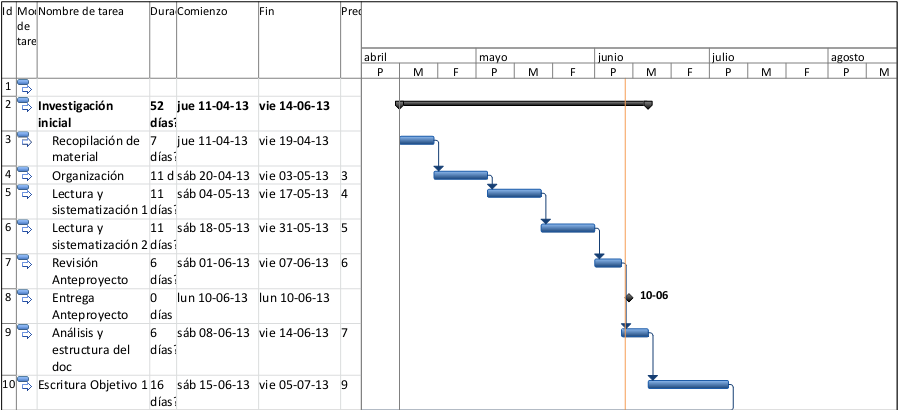 Id Mo de tare Nombre de tarea Dura Comienzo Fin Pred
abril mayo junio julio agosto
P M F P M F P M F P M F P M
1
2 Investigación inicial 52 días? jue 11-04-13 vie 14-06-13
3 Recopilación de material 7 días? jue 11-04-13 vie 19-04-13
4 Organización 11 d sáb 20-04-13 vie 03-05-13 3
5 Lectura y sistematización 1 11 días? sáb 04-05-13 vie 17-05-13 4
6 Lectura y sistematización 2 11 días? sáb 18-05-13 vie 31-05-13 5
7 Revisión Anteproyecto 6 días? sáb 01-06-13 vie 07-06-13 6
8 Entrega Anteproyecto 0 días lun 10-06-13 lun 10-06-13
10-06
9 Análisis y estructura del doc 6 días? sáb 08-06-13 vie 14-06-13 7
10 Escritura Objetivo 1 16 días? sáb 15-06-13 vie 05-07-13 9